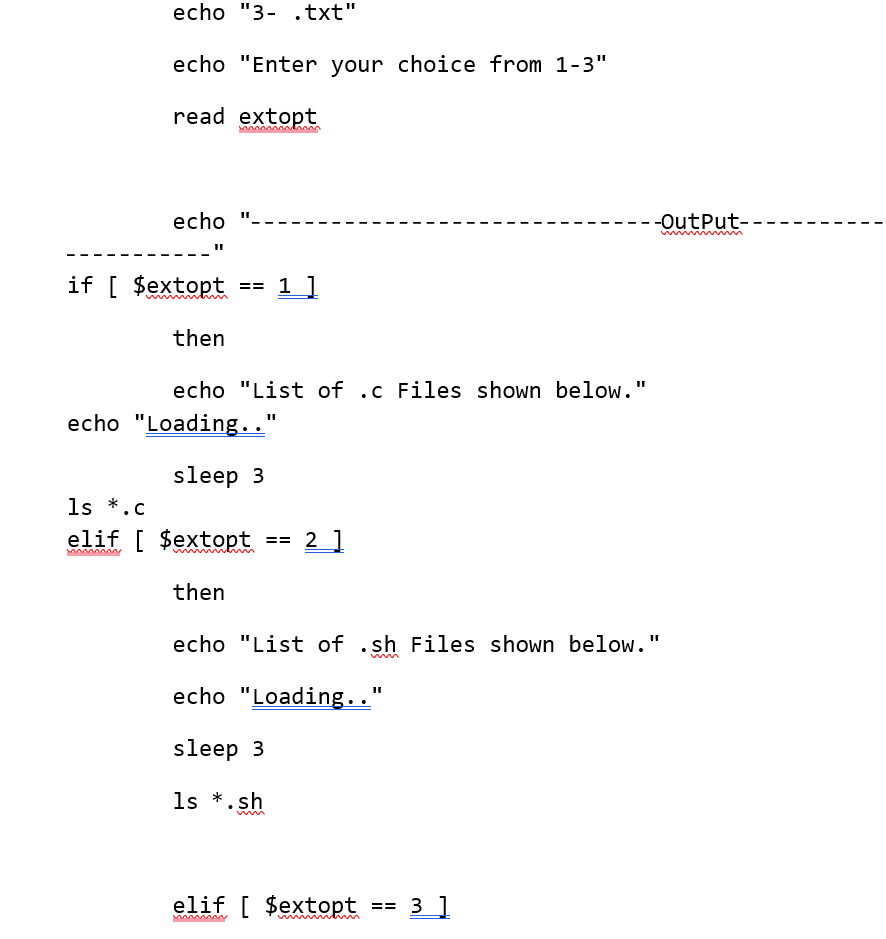 echo "3- .txt"
echo "Enter your choice from 1-3"
read extopt
echo "-------------------------------OutPut-----------
-----------"
if [ $extopt == 1 ]
then
echo "List of .c Files shown below."
echo "Loading.."
sleep 3
ls *.c
elif [ $extopt == 2 ]
then
echo "List of .sh Files shown below."
echo "Loading.."
sleep 3
ls *.sh
elif [ $extopt == 3 ]